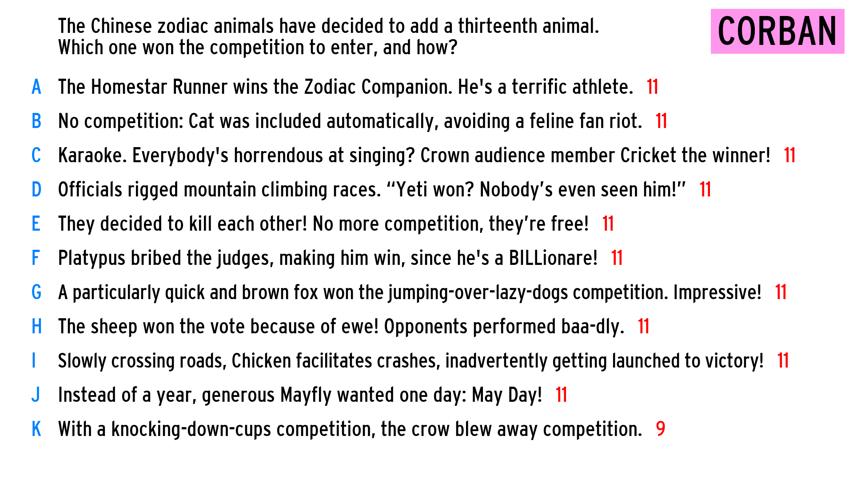 The Chinese zodiac animals have decided to add a thirteenth animal.
Which one won the competition to enter, and how?
CORBAN
A The Homestar Runner wins the Zodiac Companion. He's a terrific athlete. 11
B No competition: Cat was included automatically, avoiding a feline fan riot. 11
C Karaoke. Everybody's horrendous at singing? Crown audience member Cricket the winner! 11
D Officials rigged mountain climbing races. “Yeti won? Nobody’s even seen him!” 11
E They decided to kill each other! No more competition, they’re free! 11
F Platypus bribed the judges, making him win, since he's a BILLionare! 11
G A particularly quick and brown fox won the jumping-over-lazy-dogs competition. Impressive! 11
H The sheep won the vote because of ewe! Opponents performed baa-dly. 11
I Slowly crossing roads, Chicken facilitates crashes, inadvertently getting launched to victory! 11
J Instead of a year, generous Mayfly wanted one day: May Day! 11
K With a knocking-down-cups competition, the crow blew away competition. 9